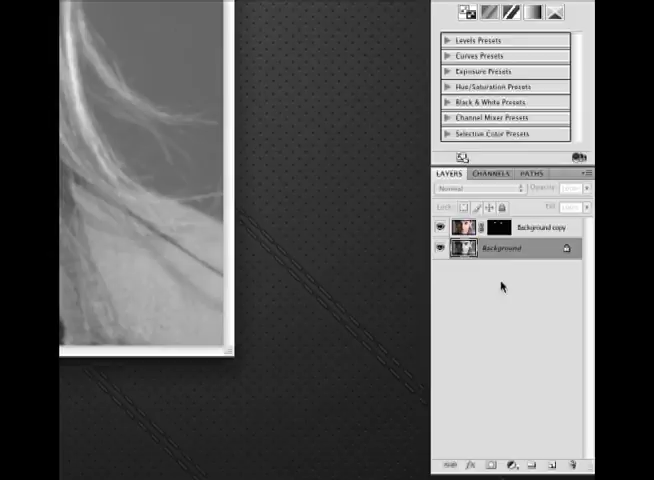 Levels Presets
Curves Presets
Exposure Presets
Hue/Saturation Presets
Black & White Presets
Channel Mixer Presets
Selective Color Presets
LAYERS CHANNELS PATHS
Normal Opacity:
Lock: Fill:
Background copy
Background
fx